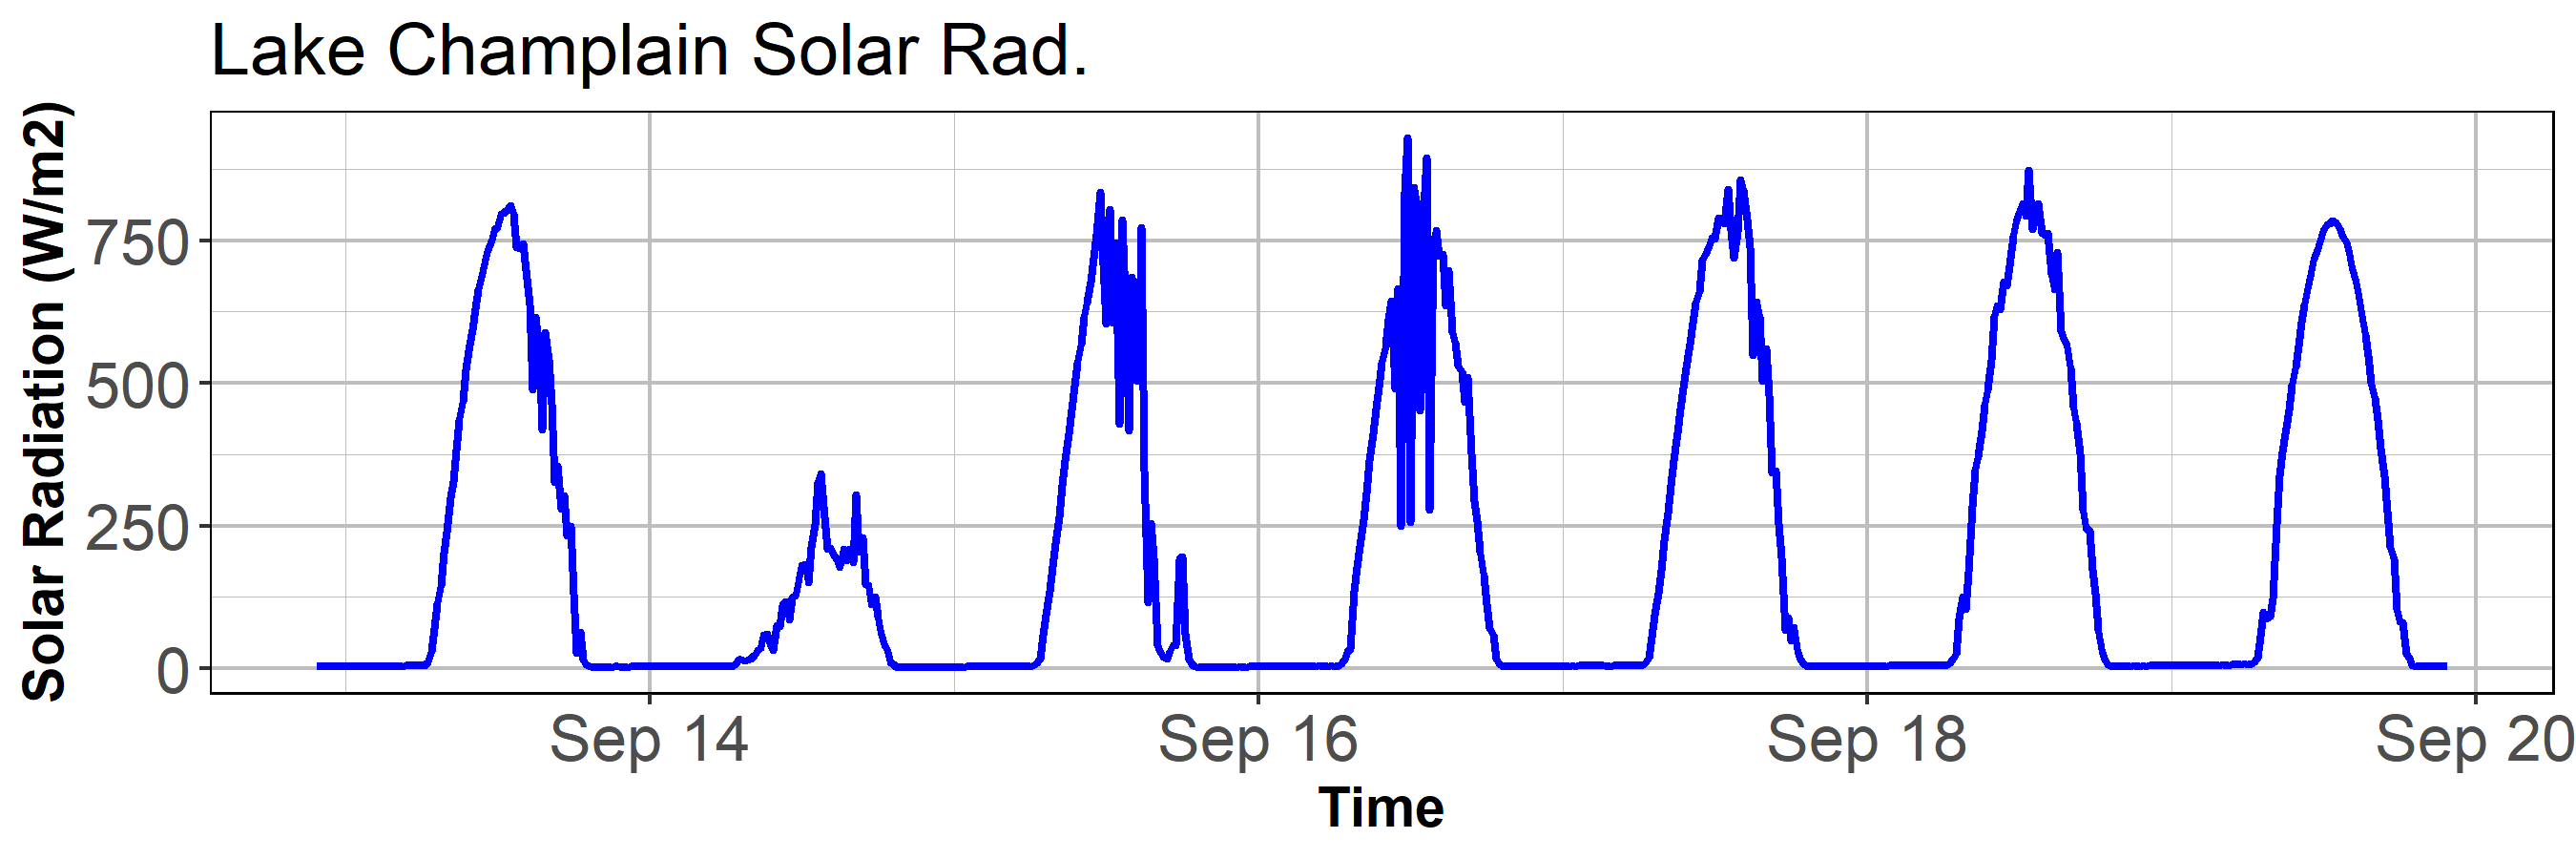 Lake Champlain Solar Rad.
Solar Radiation (W/m2)
750
500
250
0
Sep 14 Sep 16 Sep 18 Sep 20
Time